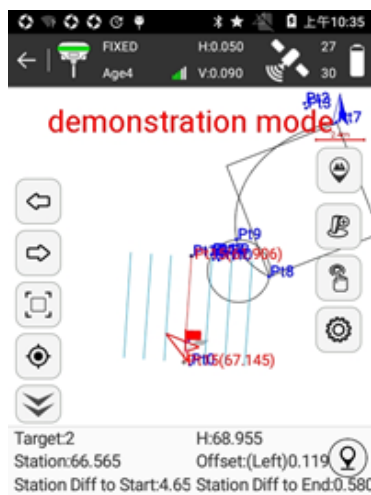 上午10:35
FIXED H:0.050 27
Age4 V:0.090 30
demonstration mode
Pt7
Pt9
Pt8
Target:2 H:68.955
Station:66.565 Offset:(Left)0.119
Station Diff to Start:4.65 Station Diff to End:0.580